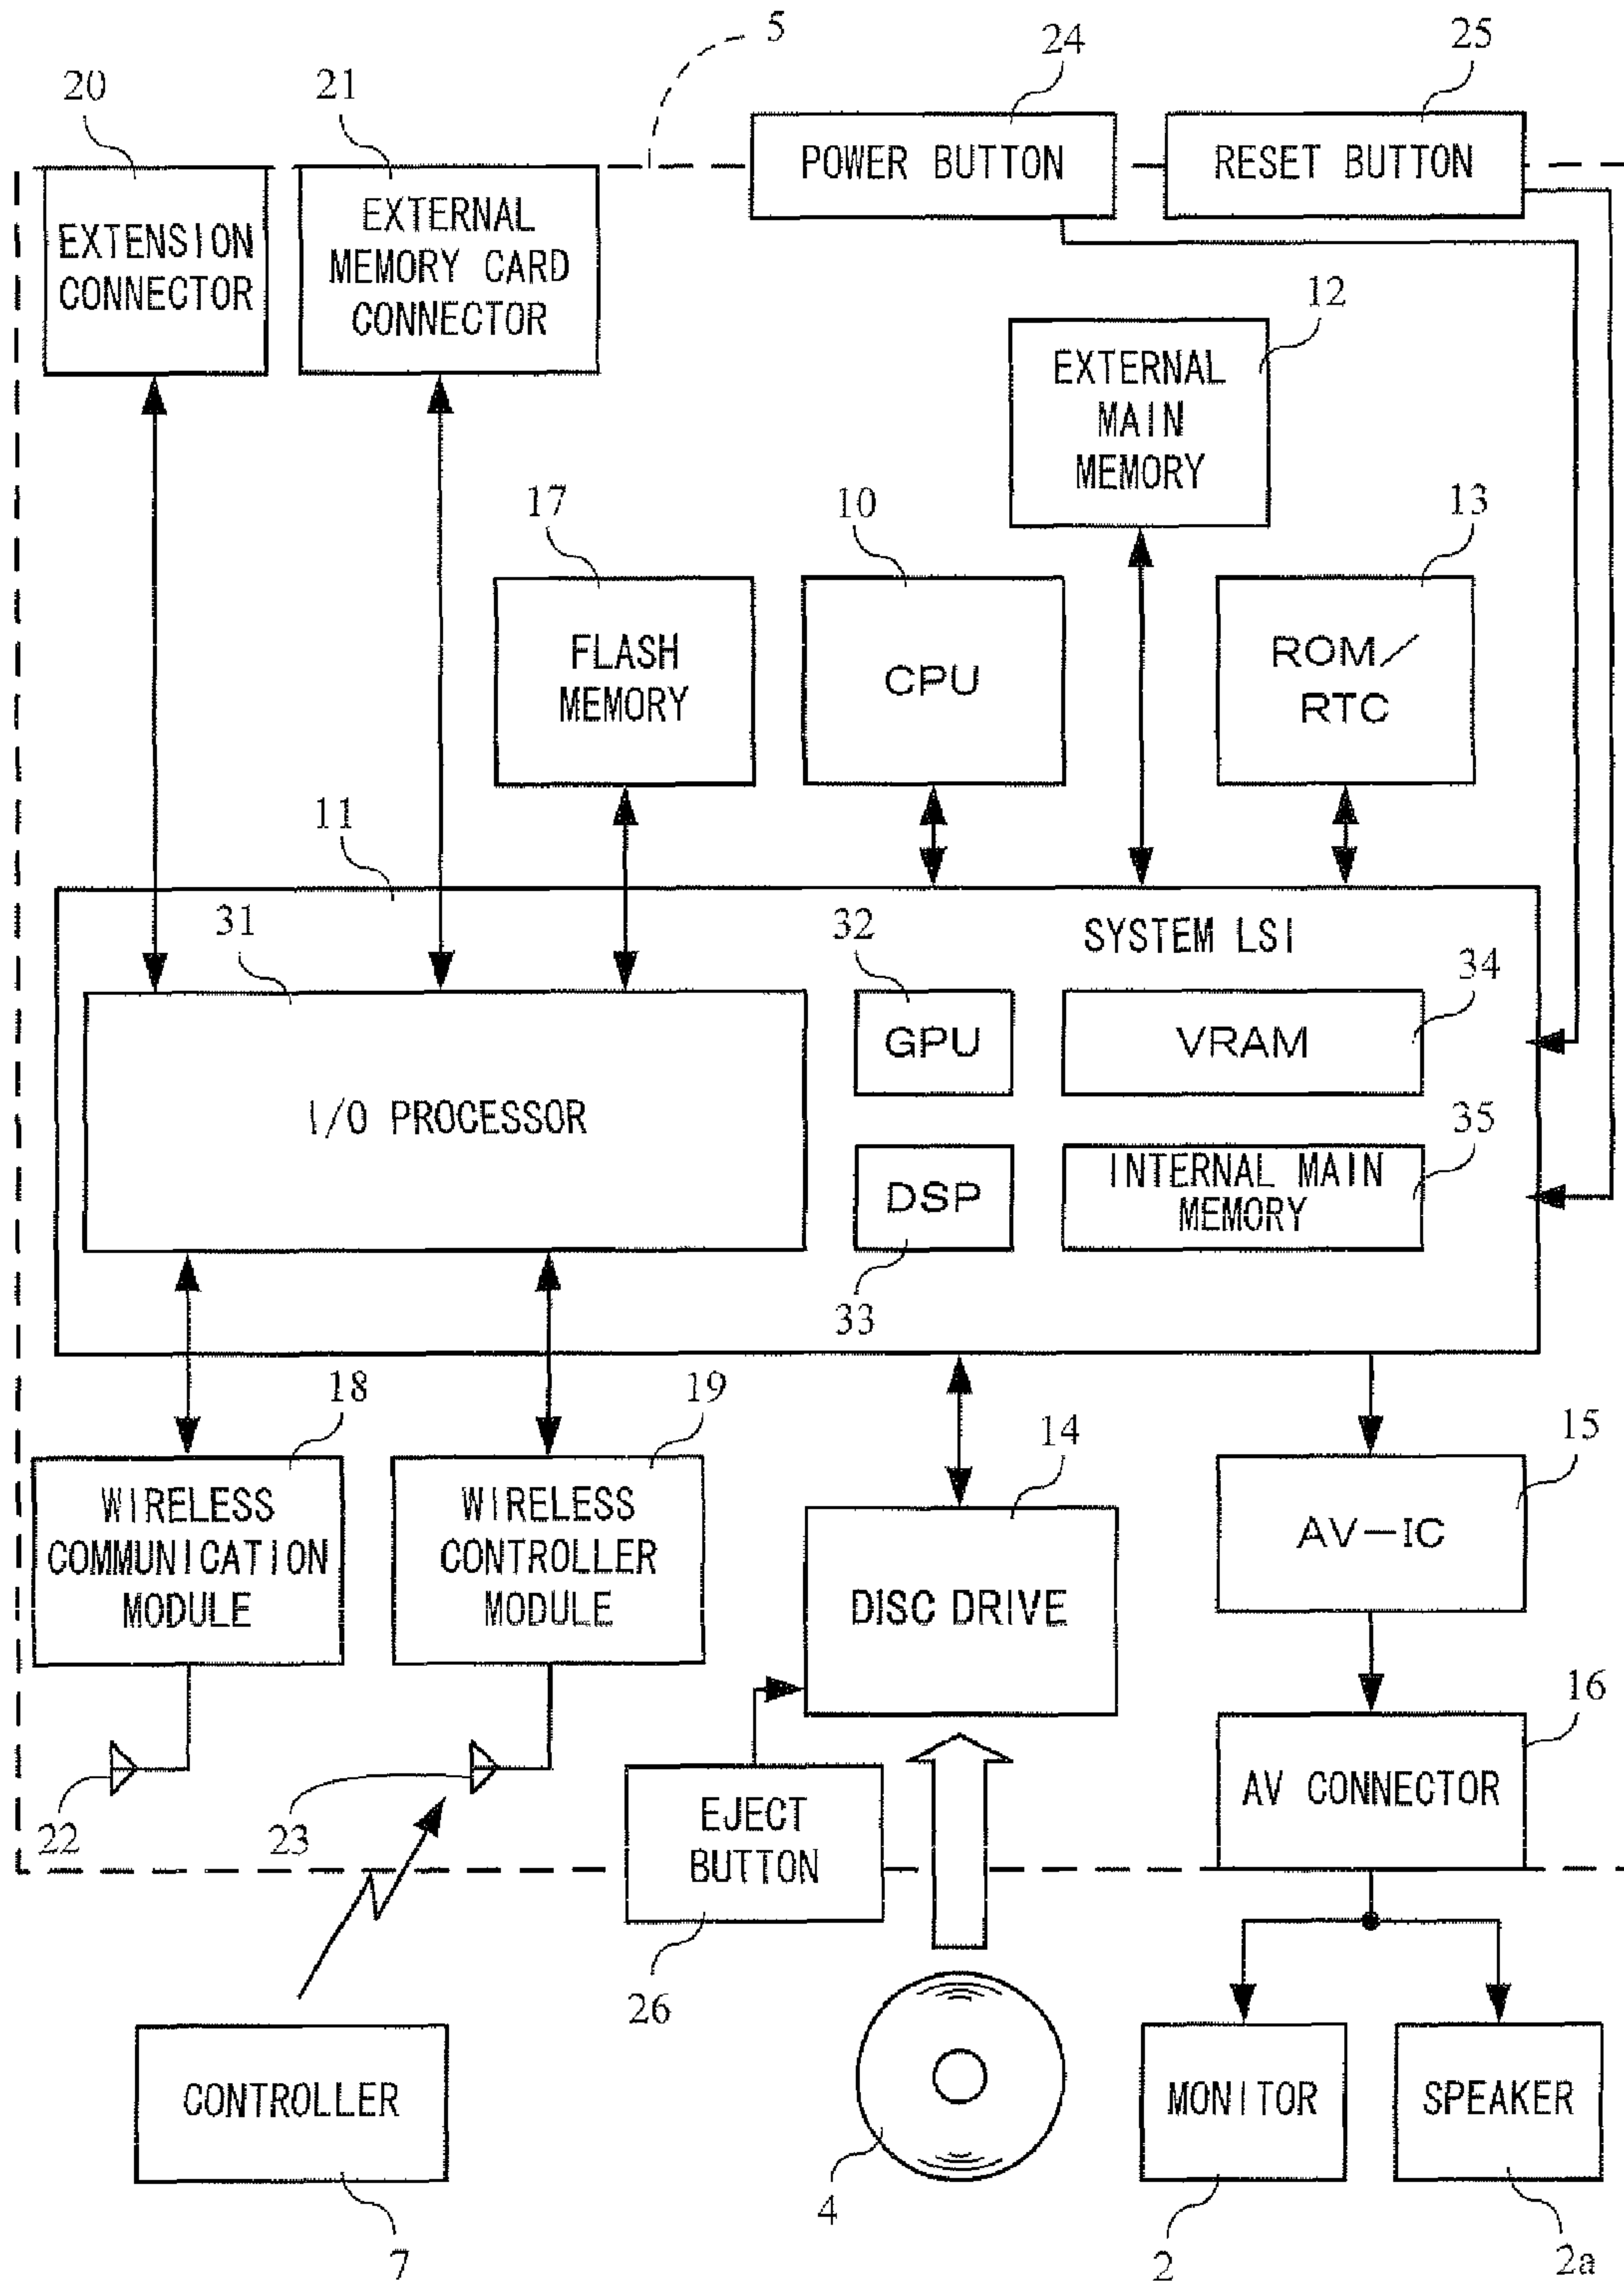 5
24
25
20
21
POWER BUTTON
RESET BUTTON
EXTENSION
CONNECTOR
EXTERNAL
MEMORY CARD
CONNECTOR
12
EXTERNAL
MAIN
MEMORY
17
10
13
FLASH
MEMORY
CPU
ROM/
RTC
11
31
32
SYSTEM LSI
34
GPU
VRAM
I/O PROCESSOR
35
DSP
INTERNAL MAIN
MEMORY
33
18
19
14
15
WIRELESS
COMMUNICATION
MODULE
WIRELESS
CONTROLLER
MODULE
DISC DRIVE
AV-IC
16
22
23
EJECT
BUTTON
AV CONNECTOR
26
CONTROLLER
MONITOR
SPEAKER
7
4
2
2a